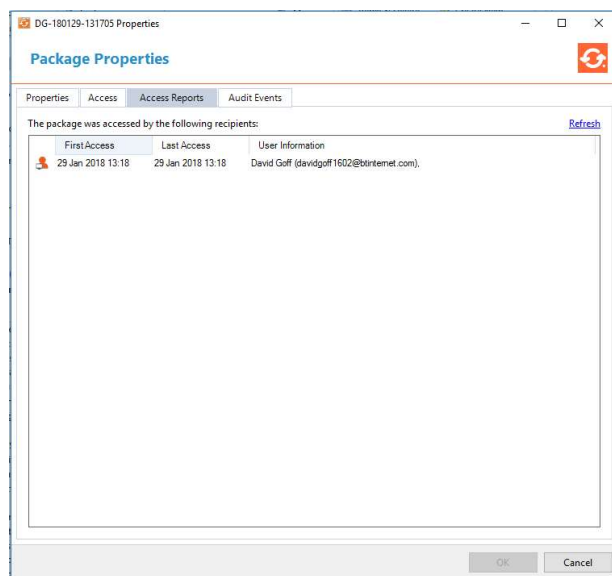 DG-180129-131705 Properties
Package Properties
Properties Access Access Reports Audit Events
The package was accessed by the following recipients: Refresh
First Access Last Access User Information
29 Jan 2018 13:18 29 Jan 2018 13:18 David Goff (davidgoff1602@btinternet.com),
OK Cancel